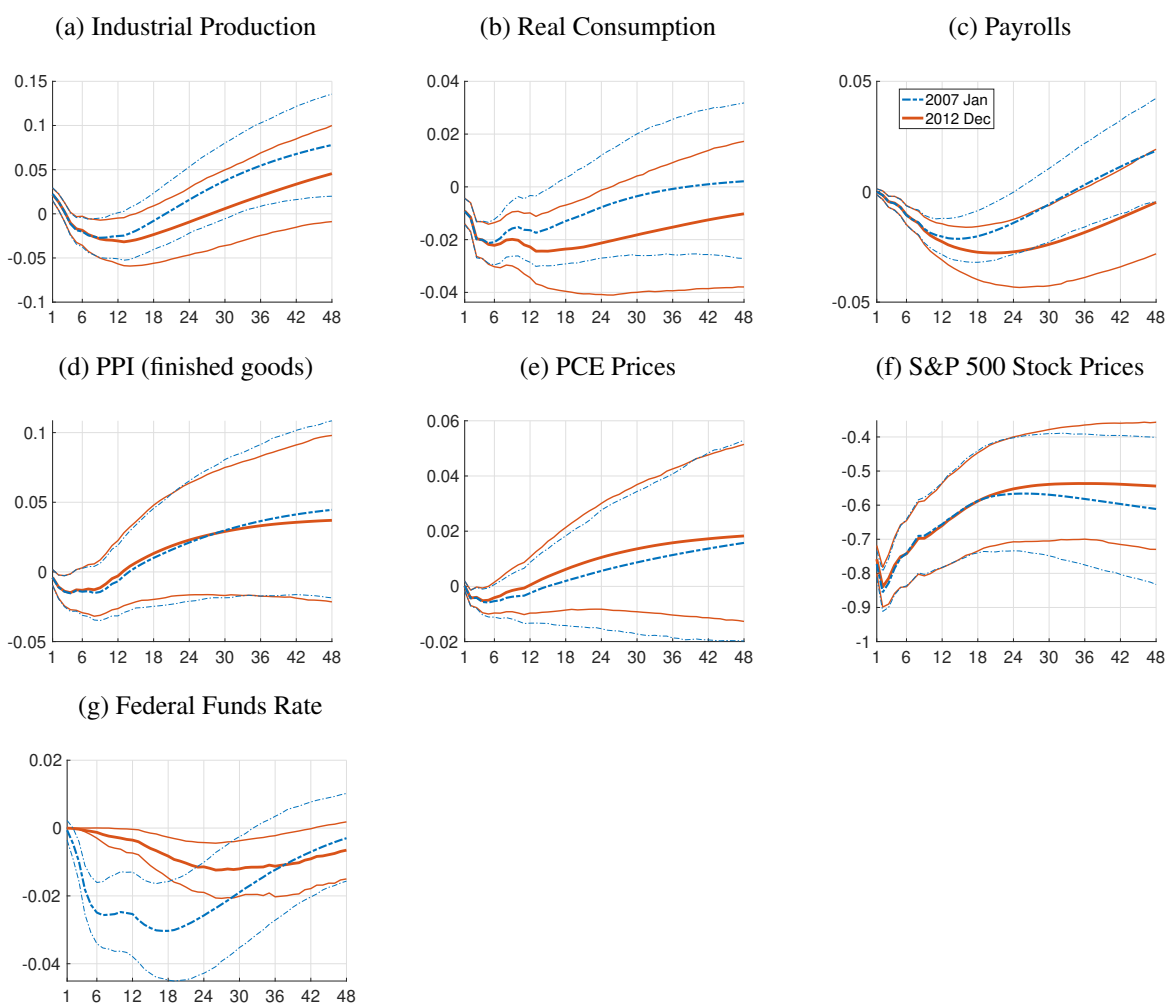 (a) Industrial Production
(b) Real Consumption
(c) Payrolls
0.15
0.1
0.05
0
-0.05
-0.1
1 6 12 18 24 30 36 42 48
0.04
0.02
0
-0.02
-0.04
1 6 12 18 24 30 36 42 48
0.05
0
-0.05
1 6 12 18 24 30 36 42 48
2007 Jan
2012 Dec
(d) PPI (finished goods)
(e) PCE Prices
(f) S&P 500 Stock Prices
0.1
0.05
0
-0.05
1 6 12 18 24 30 36 42 48
0.06
0.04
0.02
0
-0.02
1 6 12 18 24 30 36 42 48
-0.4
-0.5
-0.6
-0.7
-0.8
-0.9
-1
1 6 12 18 24 30 36 42 48
(g) Federal Funds Rate
0.02
0
-0.02
-0.04
1 6 12 18 24 30 36 42 48